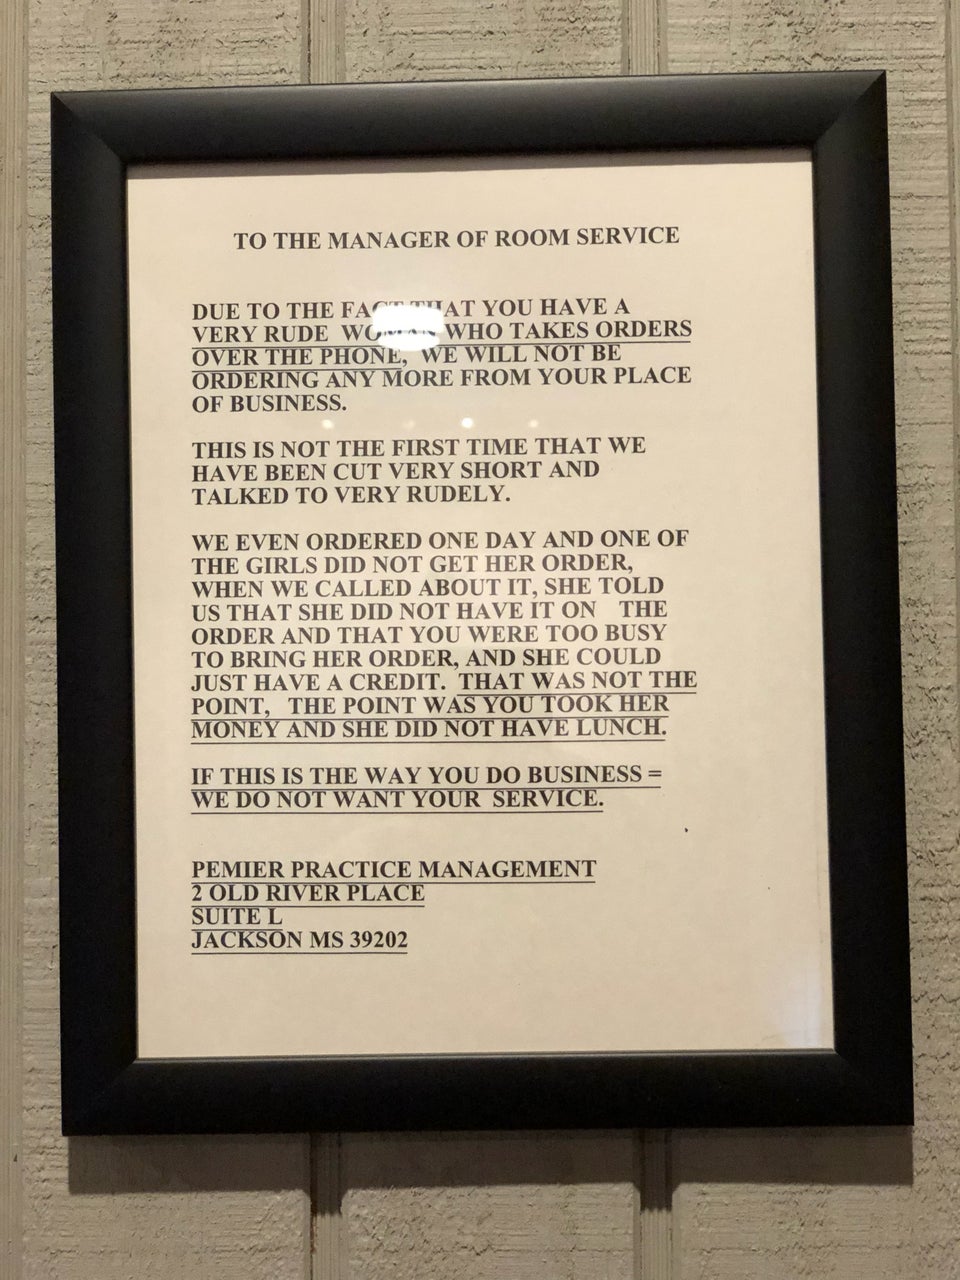 TO THE MANAGER OF ROOM SERVICE
DUE TO THE FACT THAT YOU HAVE A
VERY RUDE WOMAN WHO TAKES ORDERS
OVER THE PHONE, WE WILL NOT BE
ORDERING ANY MORE FROM YOUR PLACE
OF BUSINESS.
THIS IS NOT THE FIRST TIME THAT WE
HAVE BEEN CUT VERY SHORT AND
TALKED TO VERY RUDELY.
WE EVEN ORDERED ONE DAY AND ONE OF
THE GIRLS DID NOT GET HER ORDER,
WHEN WE CALLED ABOUT IT, SHE TOLD
US THAT SHE DID NOT HAVE IT ON THE
ORDER AND THAT YOU WERE TOO BUSY
TO BRING HER ORDER, AND SHE COULD
JUST HAVE A CREDIT. THAT WAS NOT THE
POINT, THE POINT WAS YOU TOOK HER
MONEY AND SHE DID NOT HAVE LUNCH.
IF THIS IS THE WAY YOU DO BUSINESS =
WE DO NOT WANT YOUR SERVICE.
PEMIER PRACTICE MANAGEMENT
2 OLD RIVER PLACE
SUITE L
JACKSON MS 39202